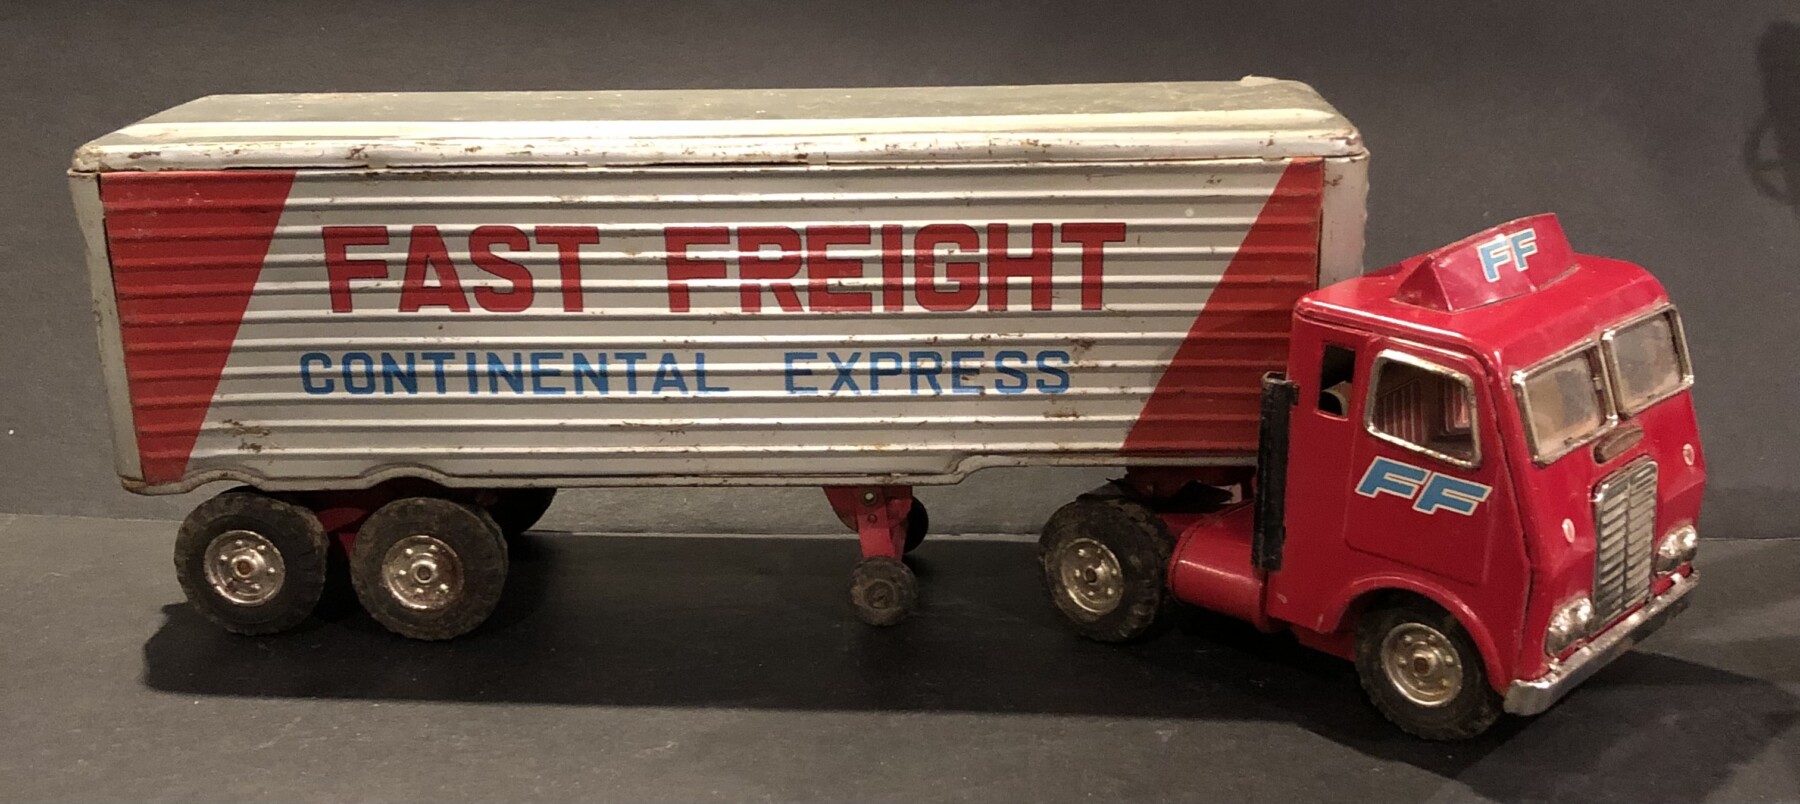 FAST FREIGHT
CONTINENTAL EXPRESS
FF
FF